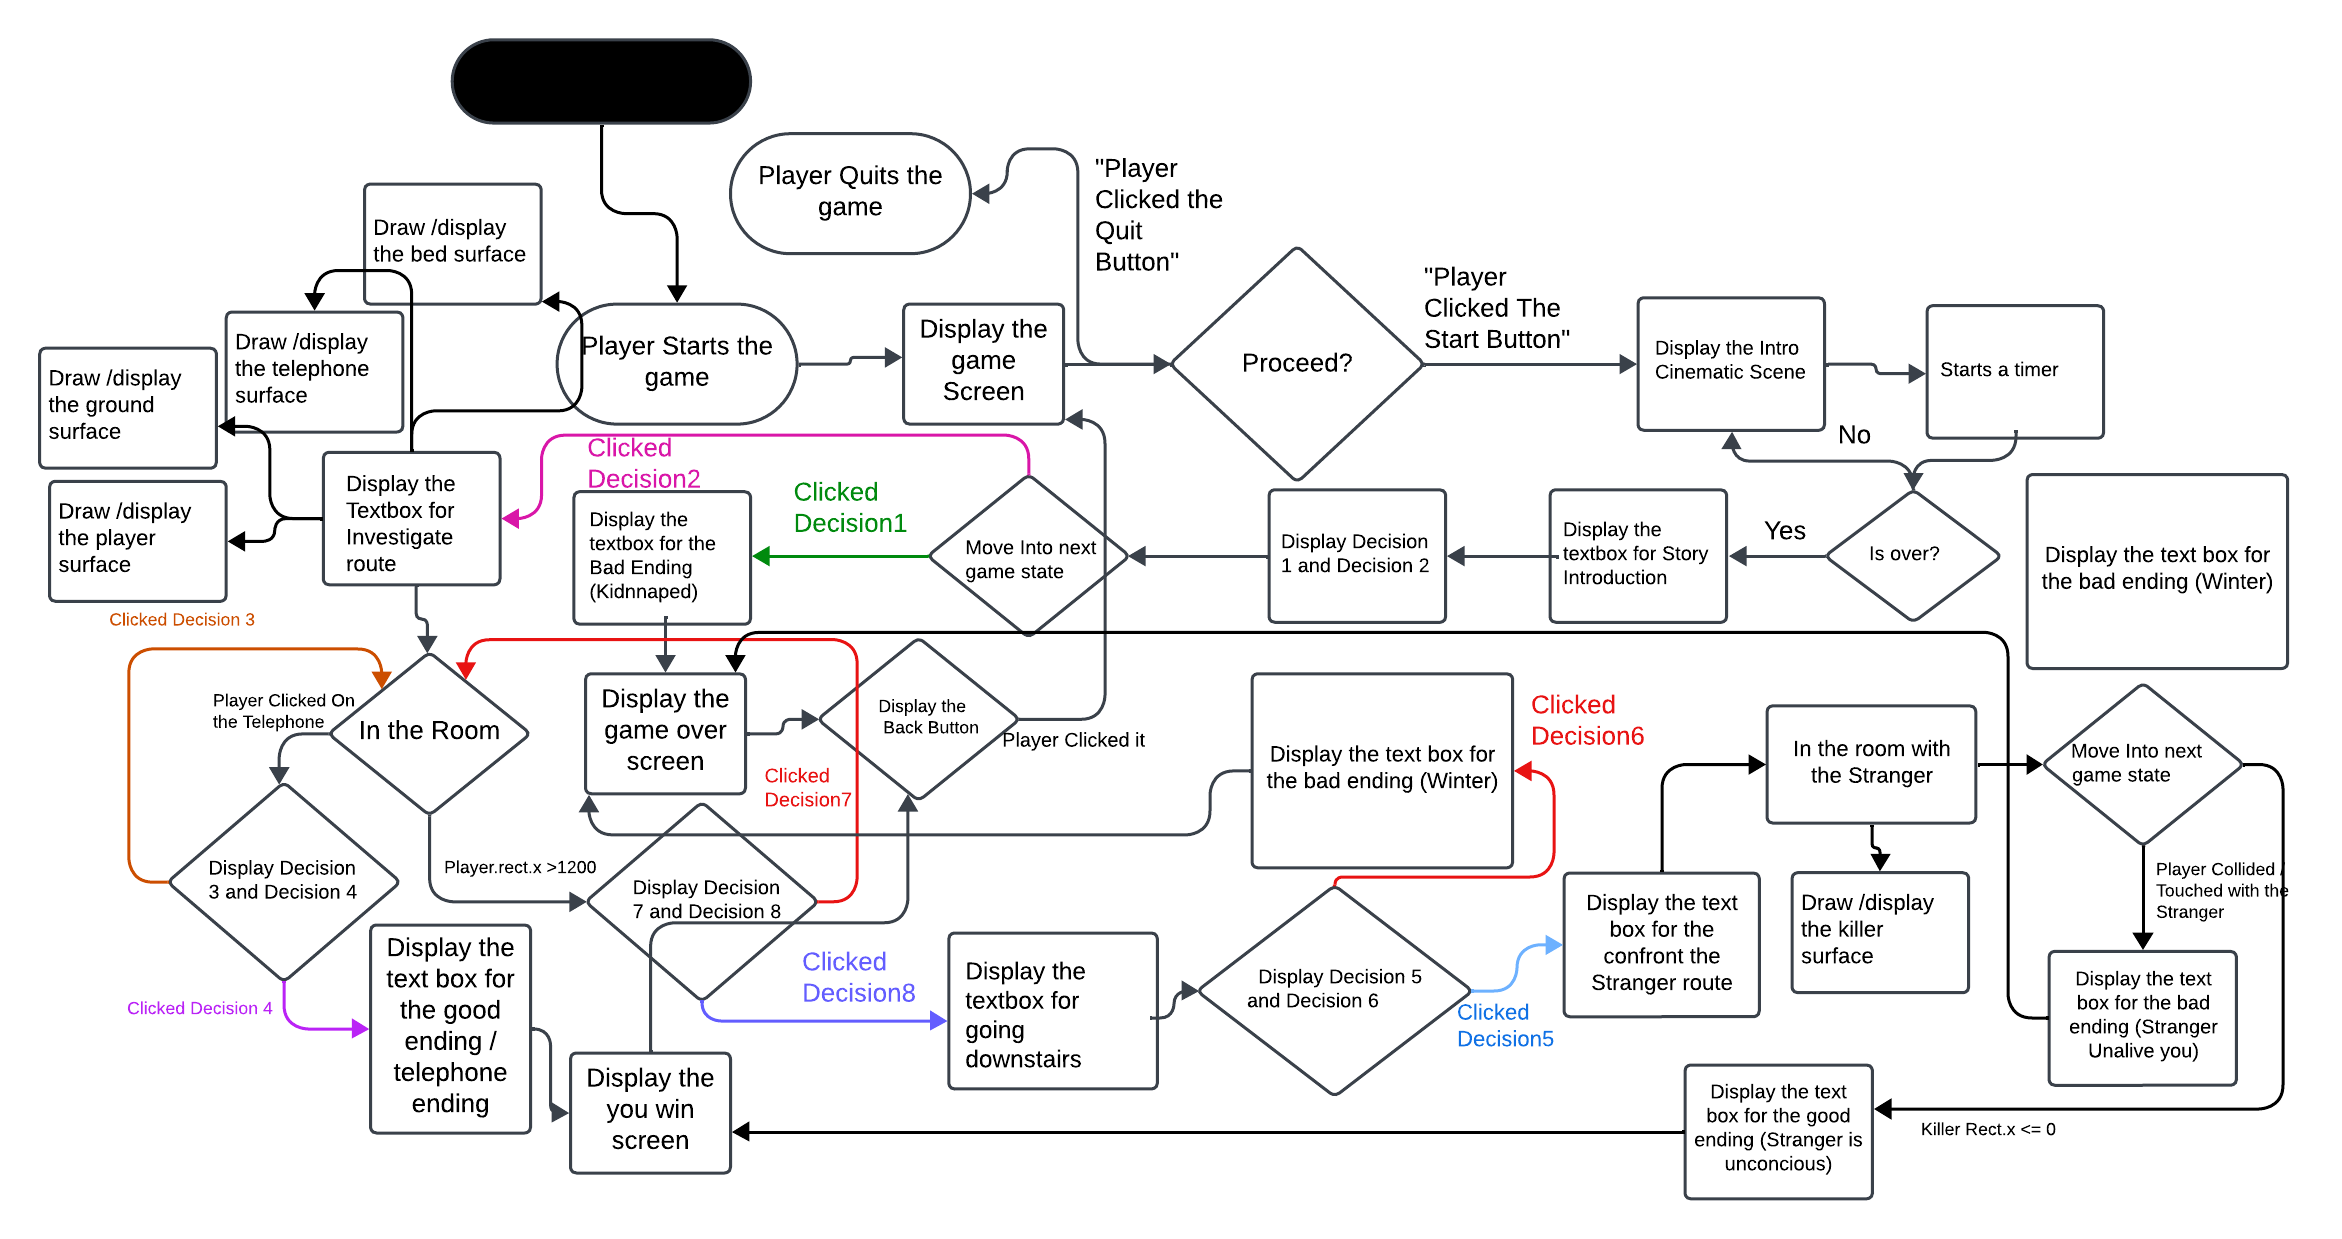 Player Quits the
game
"Player
Clicked the
Quit
Button"
Draw /display
the bed surface
"Player
Clicked The
Start Button"
Draw /display
the telephone
surface
Player Starts the
game
Display the
game
Screen
Proceed?
Display the Intro
Cinematic Scene
Starts a timer
Draw /display
the ground
surface
No
Clicked
Decision2
Display the
Textbox for
Investigate
route
Draw /display
the player
surface
Clicked
Decision1
Display the
textbox for the
Bad Ending
(Kidnnaped)
Move Into next
game state
Display Decision
1 and Decision 2
Display the
textbox for Story
Introduction
Yes
Is over?
Display the text box for
the bad ending (Winter)
Clicked Decision 3
Player Clicked On
the Telephone
In the Room
Display the
game over
screen
Display the
Back Button
Player Clicked it
Clicked
Decision7
Display the text box for
the bad ending (Winter)
Clicked
Decision6
In the room with
the Stranger
Move Into next
game state
Display Decision
3 and Decision 4
Player.rect.x >1200
Display Decision
7 and Decision 8
Player Collided /
Touched with the
Stranger
Display the text
box for the
confront the
Stranger route
Draw /display
the killer
surface
Clicked Decision 4
Display the
text box for
the good
ending /
telephone
ending
Clicked
Decision8
Display the
textbox for
going
downstairs
Display Decision 5
and Decision 6
Clicked
Decision5
Display the text
box for the bad
ending (Stranger
Unalive you)
Display the
you win
screen
Display the text
box for the good
ending (Stranger is
unconcious)
Killer Rect.x <= 0